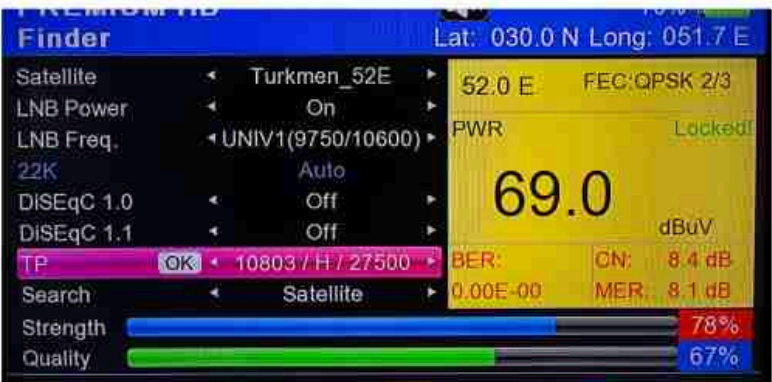 PREMIUM HD
Finder Lat: 030.0 N Long: 051.7 E
Satellite Turkmen_52E
LNB Power On
LNB Freq. UNIV1(9750/10600)
22K Auto
DiSEqC 1.0 Off
DiSEqC 1.1 Off
TP OK 10803 / H / 27500
Search Satellite
52.0 E FEC:QPSK 2/3
PWR Locked!
69.0
dBuV
BER: CN: 8.4 dB
0.00E-00 MER: 8.1 dB
Strength 78%
Quality 67%